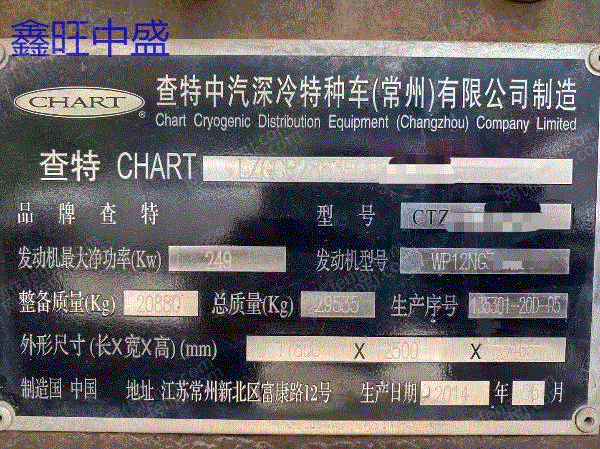 鑫旺中盛
CHART
®
查特中汽深冷特种车(常州)有限公司制造
Chart Cryogenic Distribution Equipment (Changzhou) Company Limited
查特 CHART
品牌 查特 型号 CTZ
发动机最大净功率(Kw) 249 发动机型号 WP12NG
整备质量(Kg) 20880 总质量(Kg) 29535 生产序号 135301-20D-05
外形尺寸(长X宽X高)(mm) X 2500 X
制造国 中国 地址 江苏常州新北区富康路12号 生产日期 2014 年 月